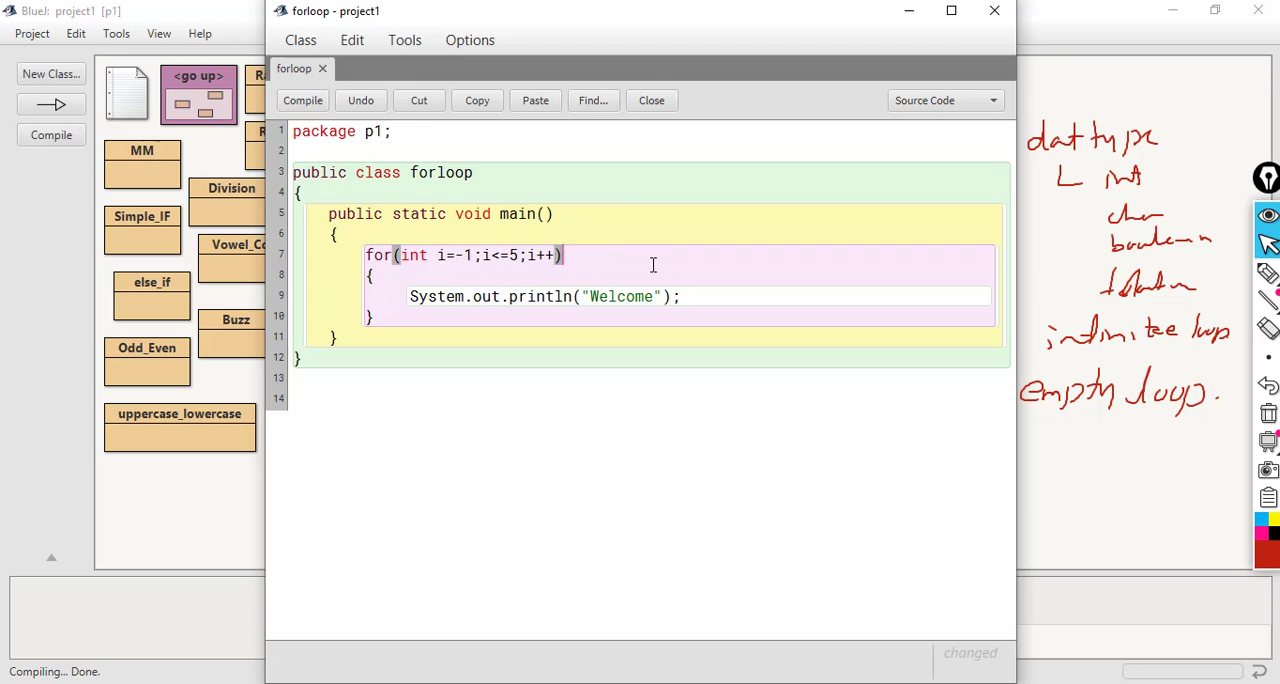 BlueJ: project1 [p1]
Project Edit Tools View Help
New Class...
Compile
<go up>
MM
Division
Simple_IF
Vowel_Co
else_if
Buzz
Odd_Even
uppercase_lowercase
Compiling... Done.
forloop - project1
Class Edit Tools Options
forloop ×
Compile Undo Cut Copy Paste Find... Close Source Code
1 package p1;
2
3 public class forloop
4 {
5 public static void main()
6 {
7 for(int i=-1;i<=5;i++)
8 {
9 System.out.println("Welcome");
10 }
11 }
12 }
13
14
changed
dattype
int
char
boolean
empty loop.